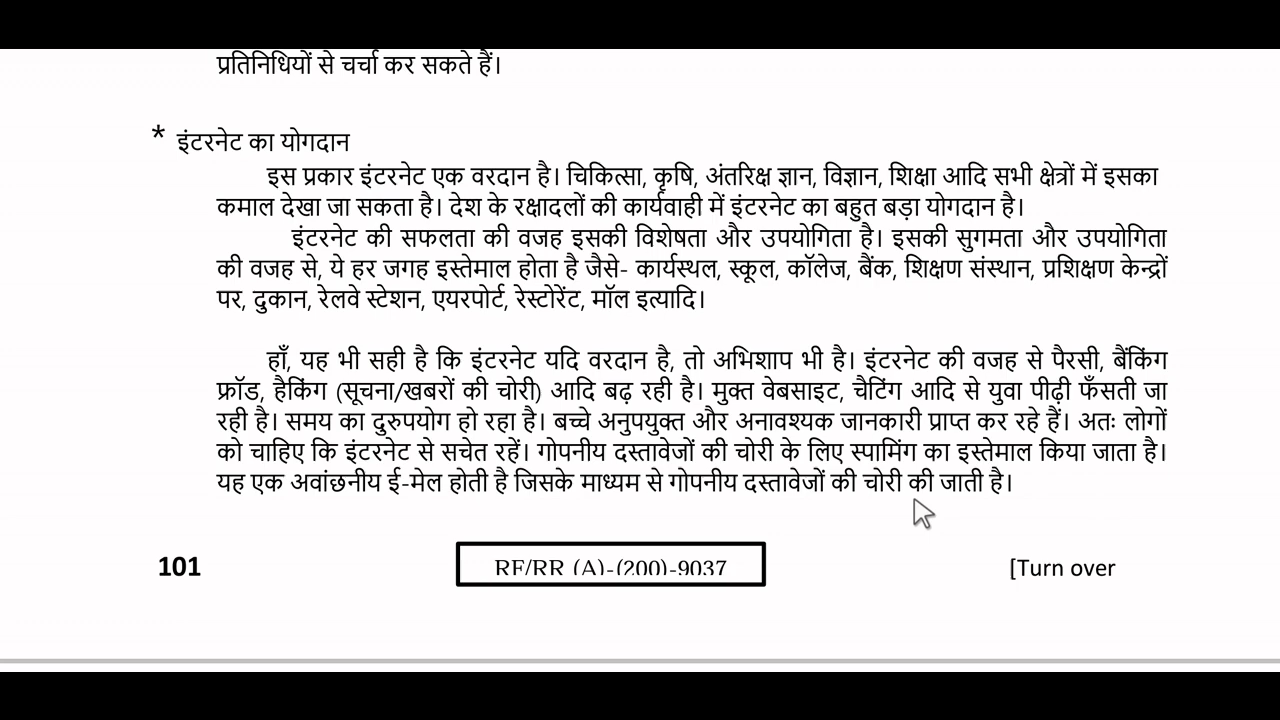 प्रतिनिधियों से चर्चा कर सकते हैं।
* इंटरनेट का योगदान
इस प्रकार इंटरनेट एक वरदान है। चिकित्सा, कृषि, अंतरिक्ष ज्ञान, विज्ञान, शिक्षा आदि सभी क्षेत्रों में इसका
कमाल देखा जा सकता है। देश के रक्षादलों की कार्यवाही में इंटरनेट का बहुत बड़ा योगदान है।
इंटरनेट की सफलता की वजह इसकी विशेषता और उपयोगिता है। इसकी सुगमता और उपयोगिता
की वजह से, ये हर जगह इस्तेमाल होता है जैसे- कार्यस्थल, स्कूल, कॉलेज, बैंक, शिक्षण संस्थान, प्रशिक्षण केन्द्रों
पर, दुकान, रेलवे स्टेशन, एयरपोर्ट, रेस्टोरेंट, मॉल इत्यादि।
हाँ, यह भी सही है कि इंटरनेट यदि वरदान है, तो अभिशाप भी है। इंटरनेट की वजह से पैरसी, बैंकिंग
फ्रॉड, हैकिंग (सूचना/खबरों की चोरी) आदि बढ़ रही है। मुक्त वेबसाइट, चैटिंग आदि से युवा पीढ़ी फँसती जा
रही है। समय का दुरुपयोग हो रहा है। बच्चे अनुपयुक्त और अनावश्यक जानकारी प्राप्त कर रहे हैं। अतः लोगों
को चाहिए कि इंटरनेट से सचेत रहें। गोपनीय दस्तावेजों की चोरी के लिए स्पामिंग का इस्तेमाल किया जाता है।
यह एक अवांछनीय ई-मेल होती है जिसके माध्यम से गोपनीय दस्तावेजों की चोरी की जाती है।
101 RF/RR (A)-(200)-9037 [Turn over